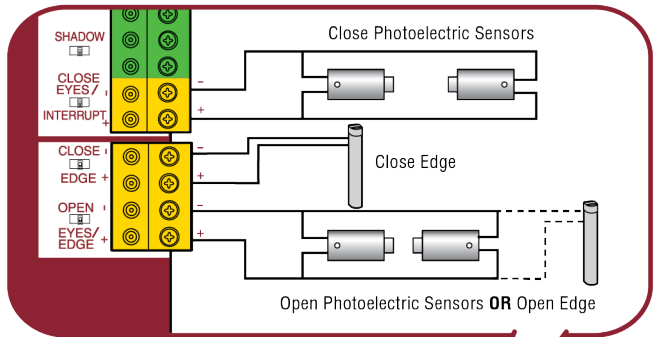 SHADOW
Close Photoelectric Sensors
CLOSE
EYES/ - -
INTERRUPT + +
CLOSE - -
EDGE + +
Close Edge
OPEN - -
EYES/
EDGE + +
Open Photoelectric Sensors OR Open Edge